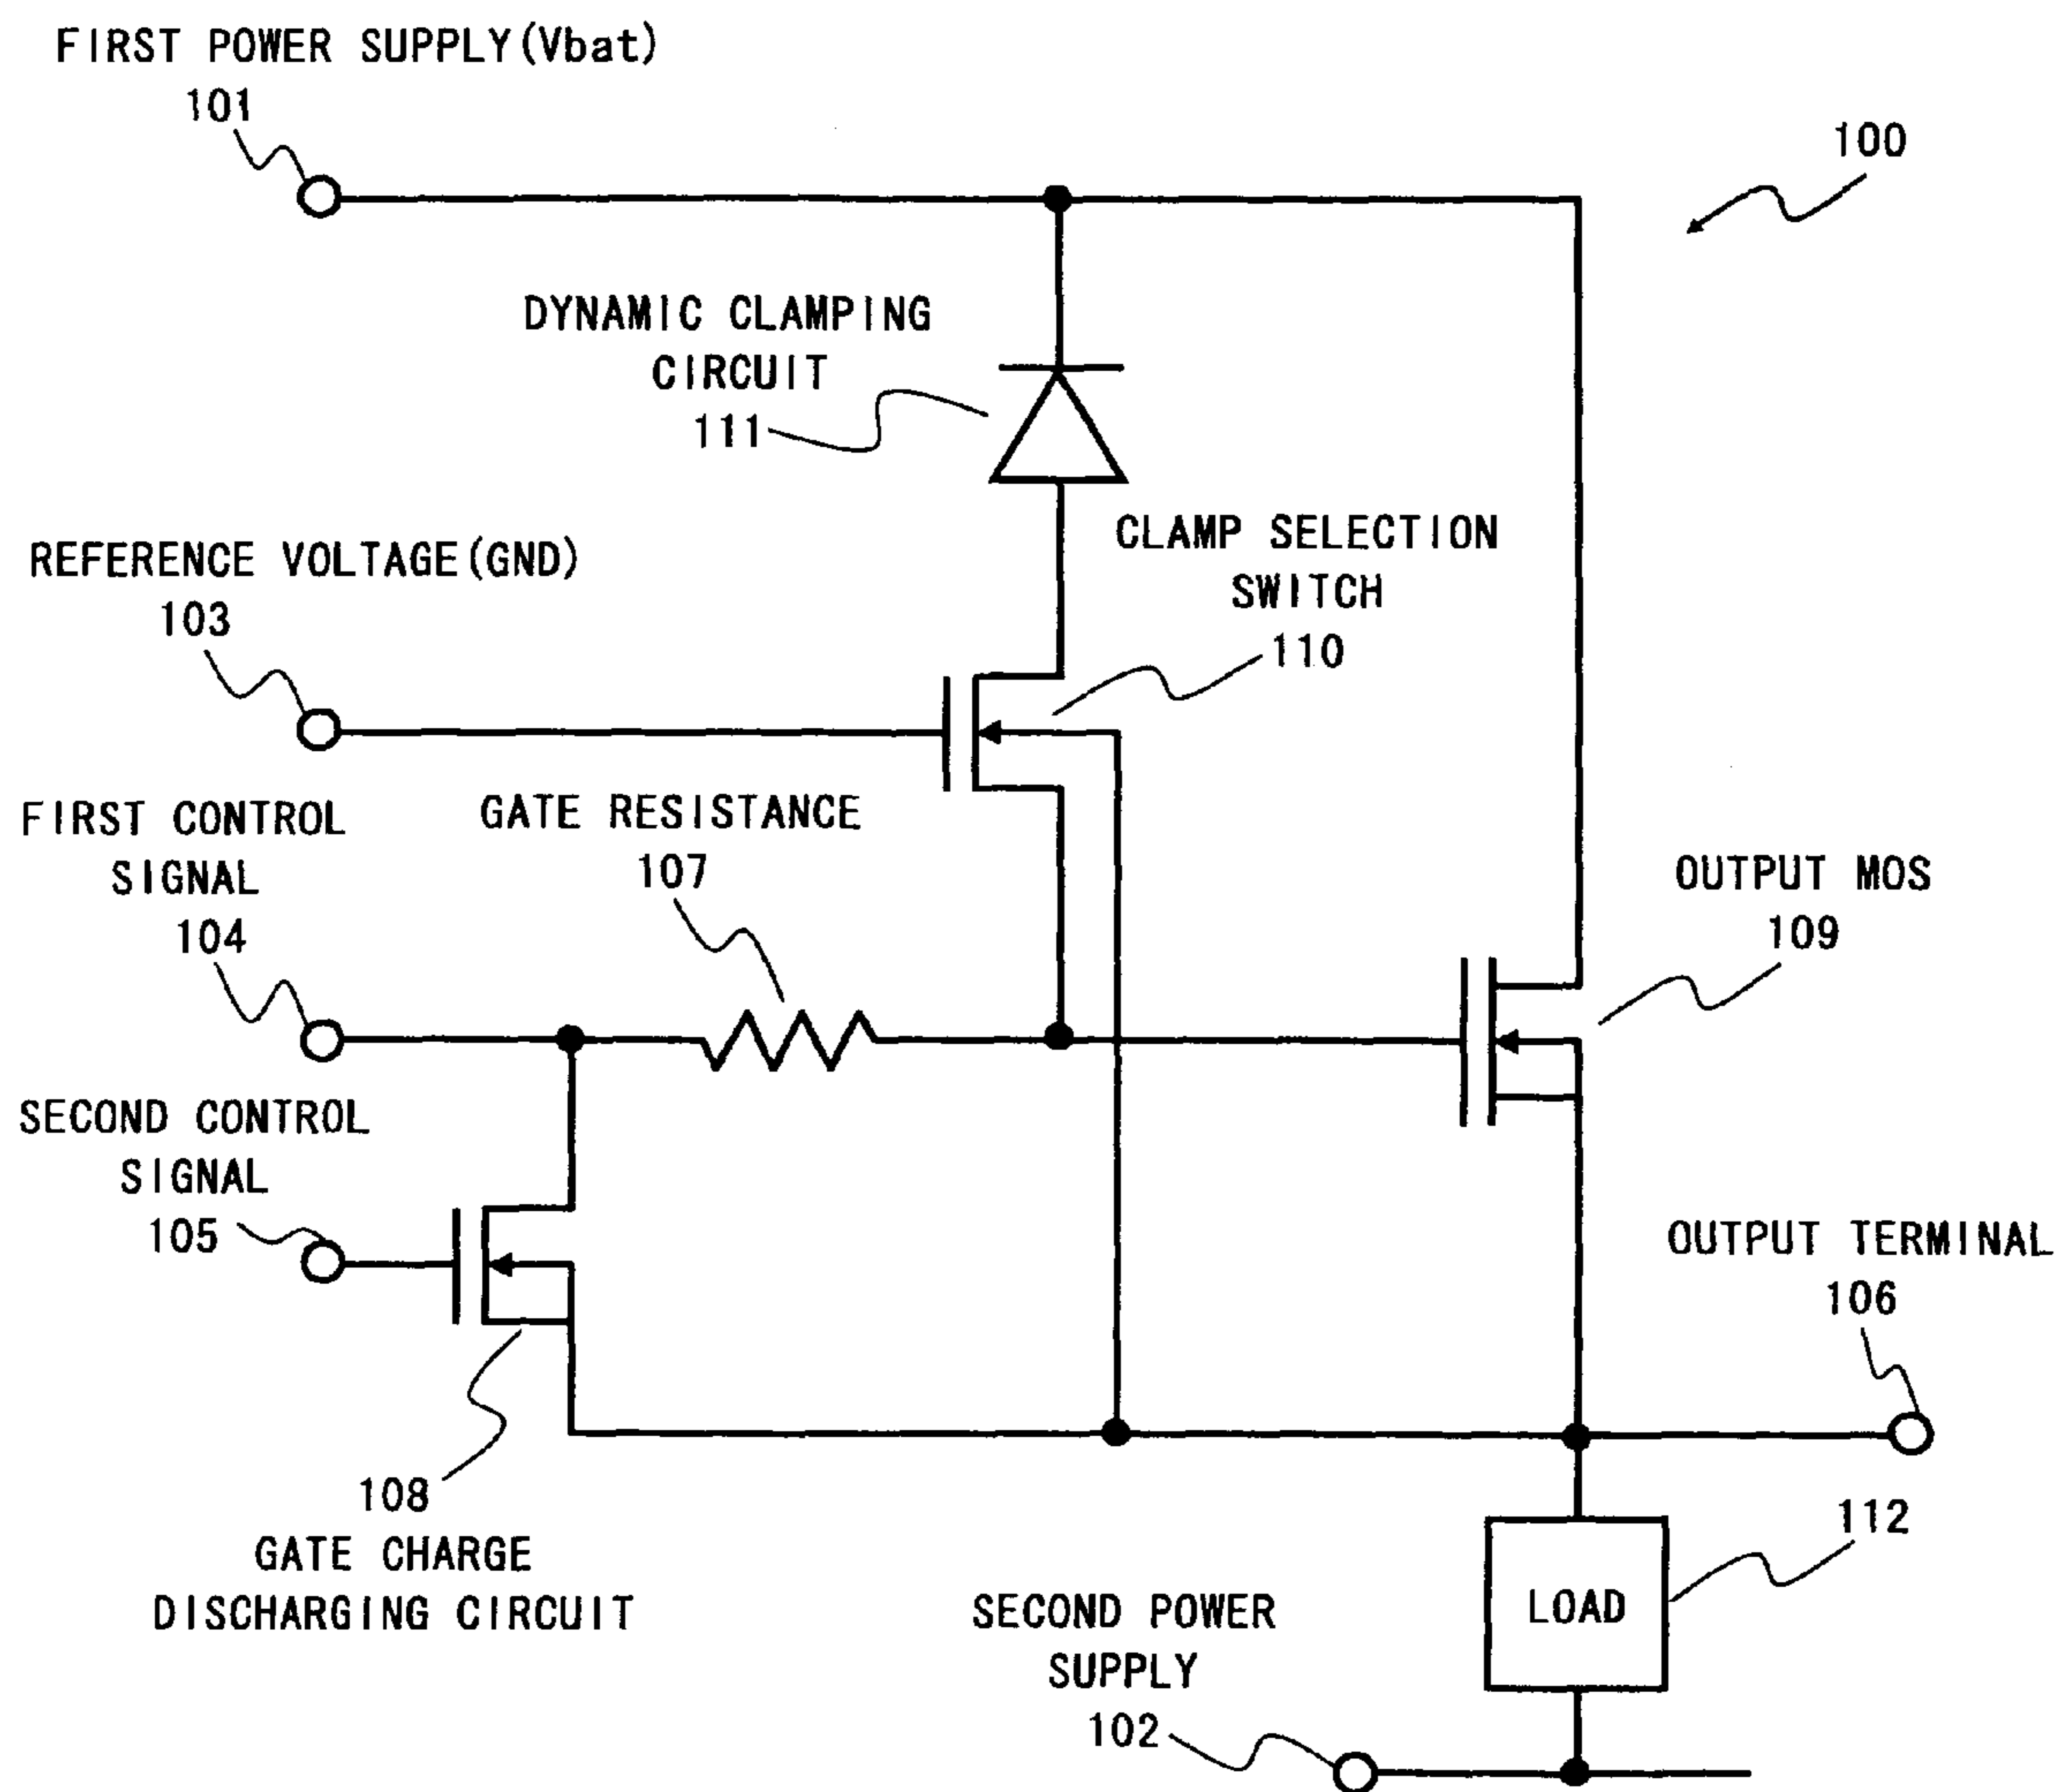 FIRST POWER SUPPLY(Vbat)
101
100
DYNAMIC CLAMPING
CIRCUIT
111
CLAMP SELECTION
SWITCH
110
REFERENCE VOLTAGE(GND)
103
FIRST CONTROL
SIGNAL
104
GATE RESISTANCE
107
OUTPUT MOS
109
SECOND CONTROL
SIGNAL
105
OUTPUT TERMINAL
106
108
GATE CHARGE
DISCHARGING CIRCUIT
112
LOAD
SECOND POWER
SUPPLY
102